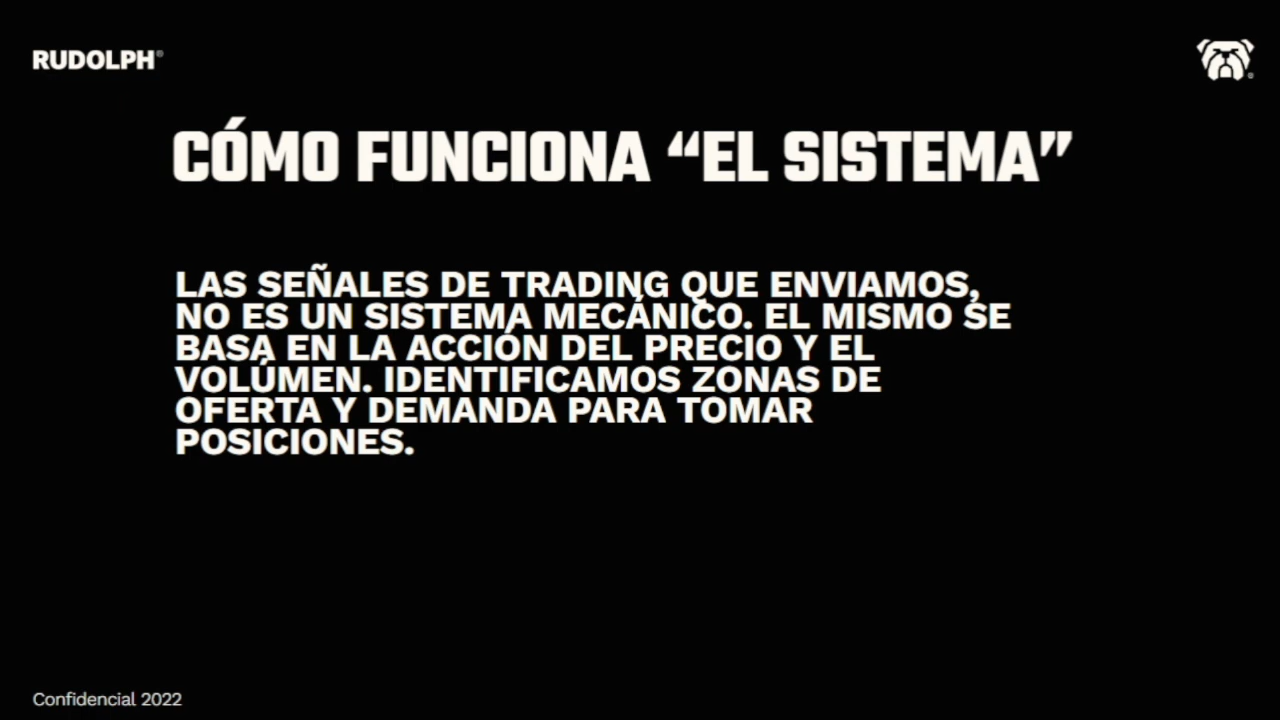 RUDOLPH®
CÓMO FUNCIONA “EL SISTEMA”
LAS SEÑALES DE TRADING QUE ENVIAMOS,
NO ES UN SISTEMA MECÁNICO. EL MISMO SE
BASA EN LA ACCIÓN DEL PRECIO Y EL
VOLÚMEN. IDENTIFICAMOS ZONAS DE
OFERTA Y DEMANDA PARA TOMAR
POSICIONES.
Confidencial 2022